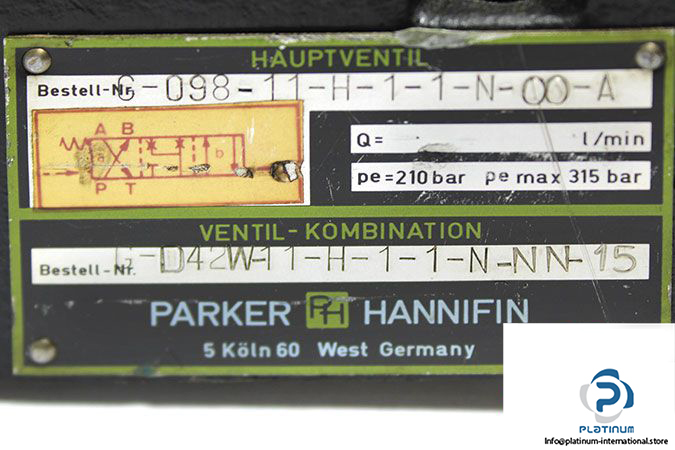 HAUPTVENTIL
Bestell-Nr. C-098-11-H-1-1-N-00-A
A B
a b
P T
Q= l/min
pe=210 bar pe max 315 bar
VENTIL-KOMBINATION
Bestell-Nr. C-D42W-11-H-1-1-N-NN-15
PARKER PH HANNIFIN
5 Köln 60 West Germany
P
PLATINUM
Info@platinum-international.store